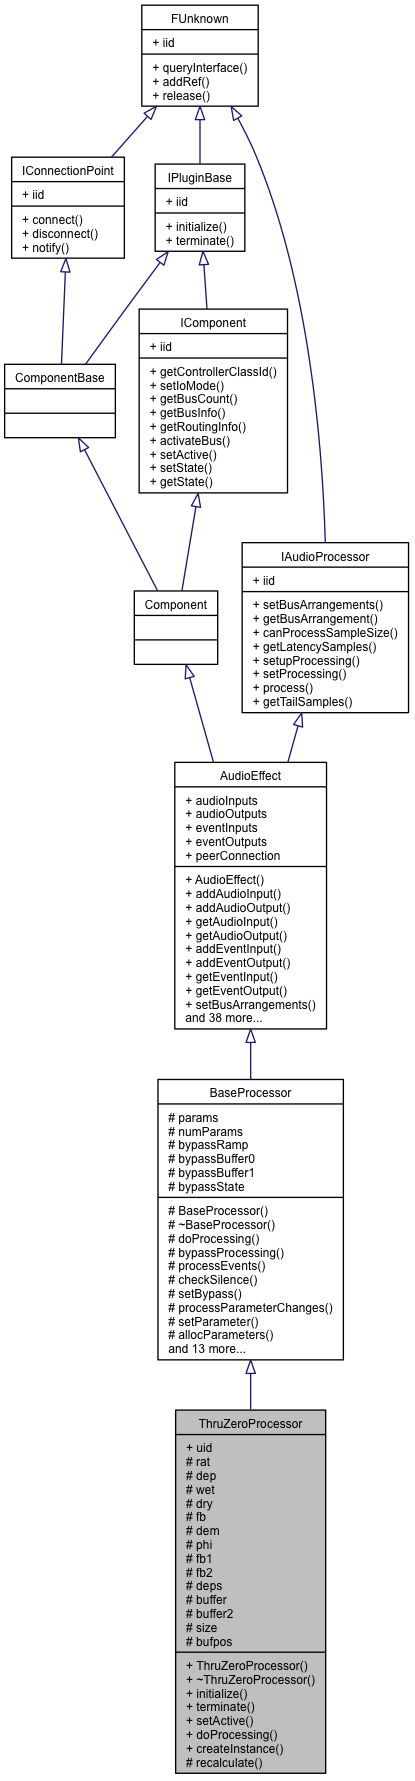 FUnknown
+ iid
+ queryInterface()
+ addRef()
+ release()
IConnectionPoint
+ iid
+ connect()
+ disconnect()
+ notify()
IPluginBase
+ iid
+ initialize()
+ terminate()
IComponent
+ iid
+ getControllerClassId()
+ setIoMode()
+ getBusCount()
+ getBusInfo()
+ getRoutingInfo()
+ activateBus()
+ setActive()
+ setState()
+ getState()
ComponentBase
IAudioProcessor
+ iid
+ setBusArrangements()
+ getBusArrangement()
+ canProcessSampleSize()
+ getLatencySamples()
+ setupProcessing()
+ setProcessing()
+ process()
+ getTailSamples()
Component
AudioEffect
+ audioInputs
+ audioOutputs
+ eventInputs
+ eventOutputs
+ peerConnection
+ AudioEffect()
+ addAudioInput()
+ addAudioOutput()
+ getAudioInput()
+ getAudioOutput()
+ addEventInput()
+ addEventOutput()
+ getEventInput()
+ getEventOutput()
+ setBusArrangements()
and 38 more...
BaseProcessor
# params
# numParams
# bypassRamp
# bypassBuffer0
# bypassBuffer1
# bypassState
# BaseProcessor()
# ~BaseProcessor()
# doProcessing()
# bypassProcessing()
# processEvents()
# checkSilence()
# setBypass()
# processParameterChanges()
# setParameter()
# allocParameters()
and 13 more...
ThruZeroProcessor
+ uid
# rat
# dep
# wet
# dry
# fb
# dem
# phi
# fb1
# fb2
# deps
# buffer
# buffer2
# size
# bufpos
+ ThruZeroProcessor()
+ ~ThruZeroProcessor()
+ initialize()
+ terminate()
+ setActive()
+ doProcessing()
+ createInstance()
# recalculate()